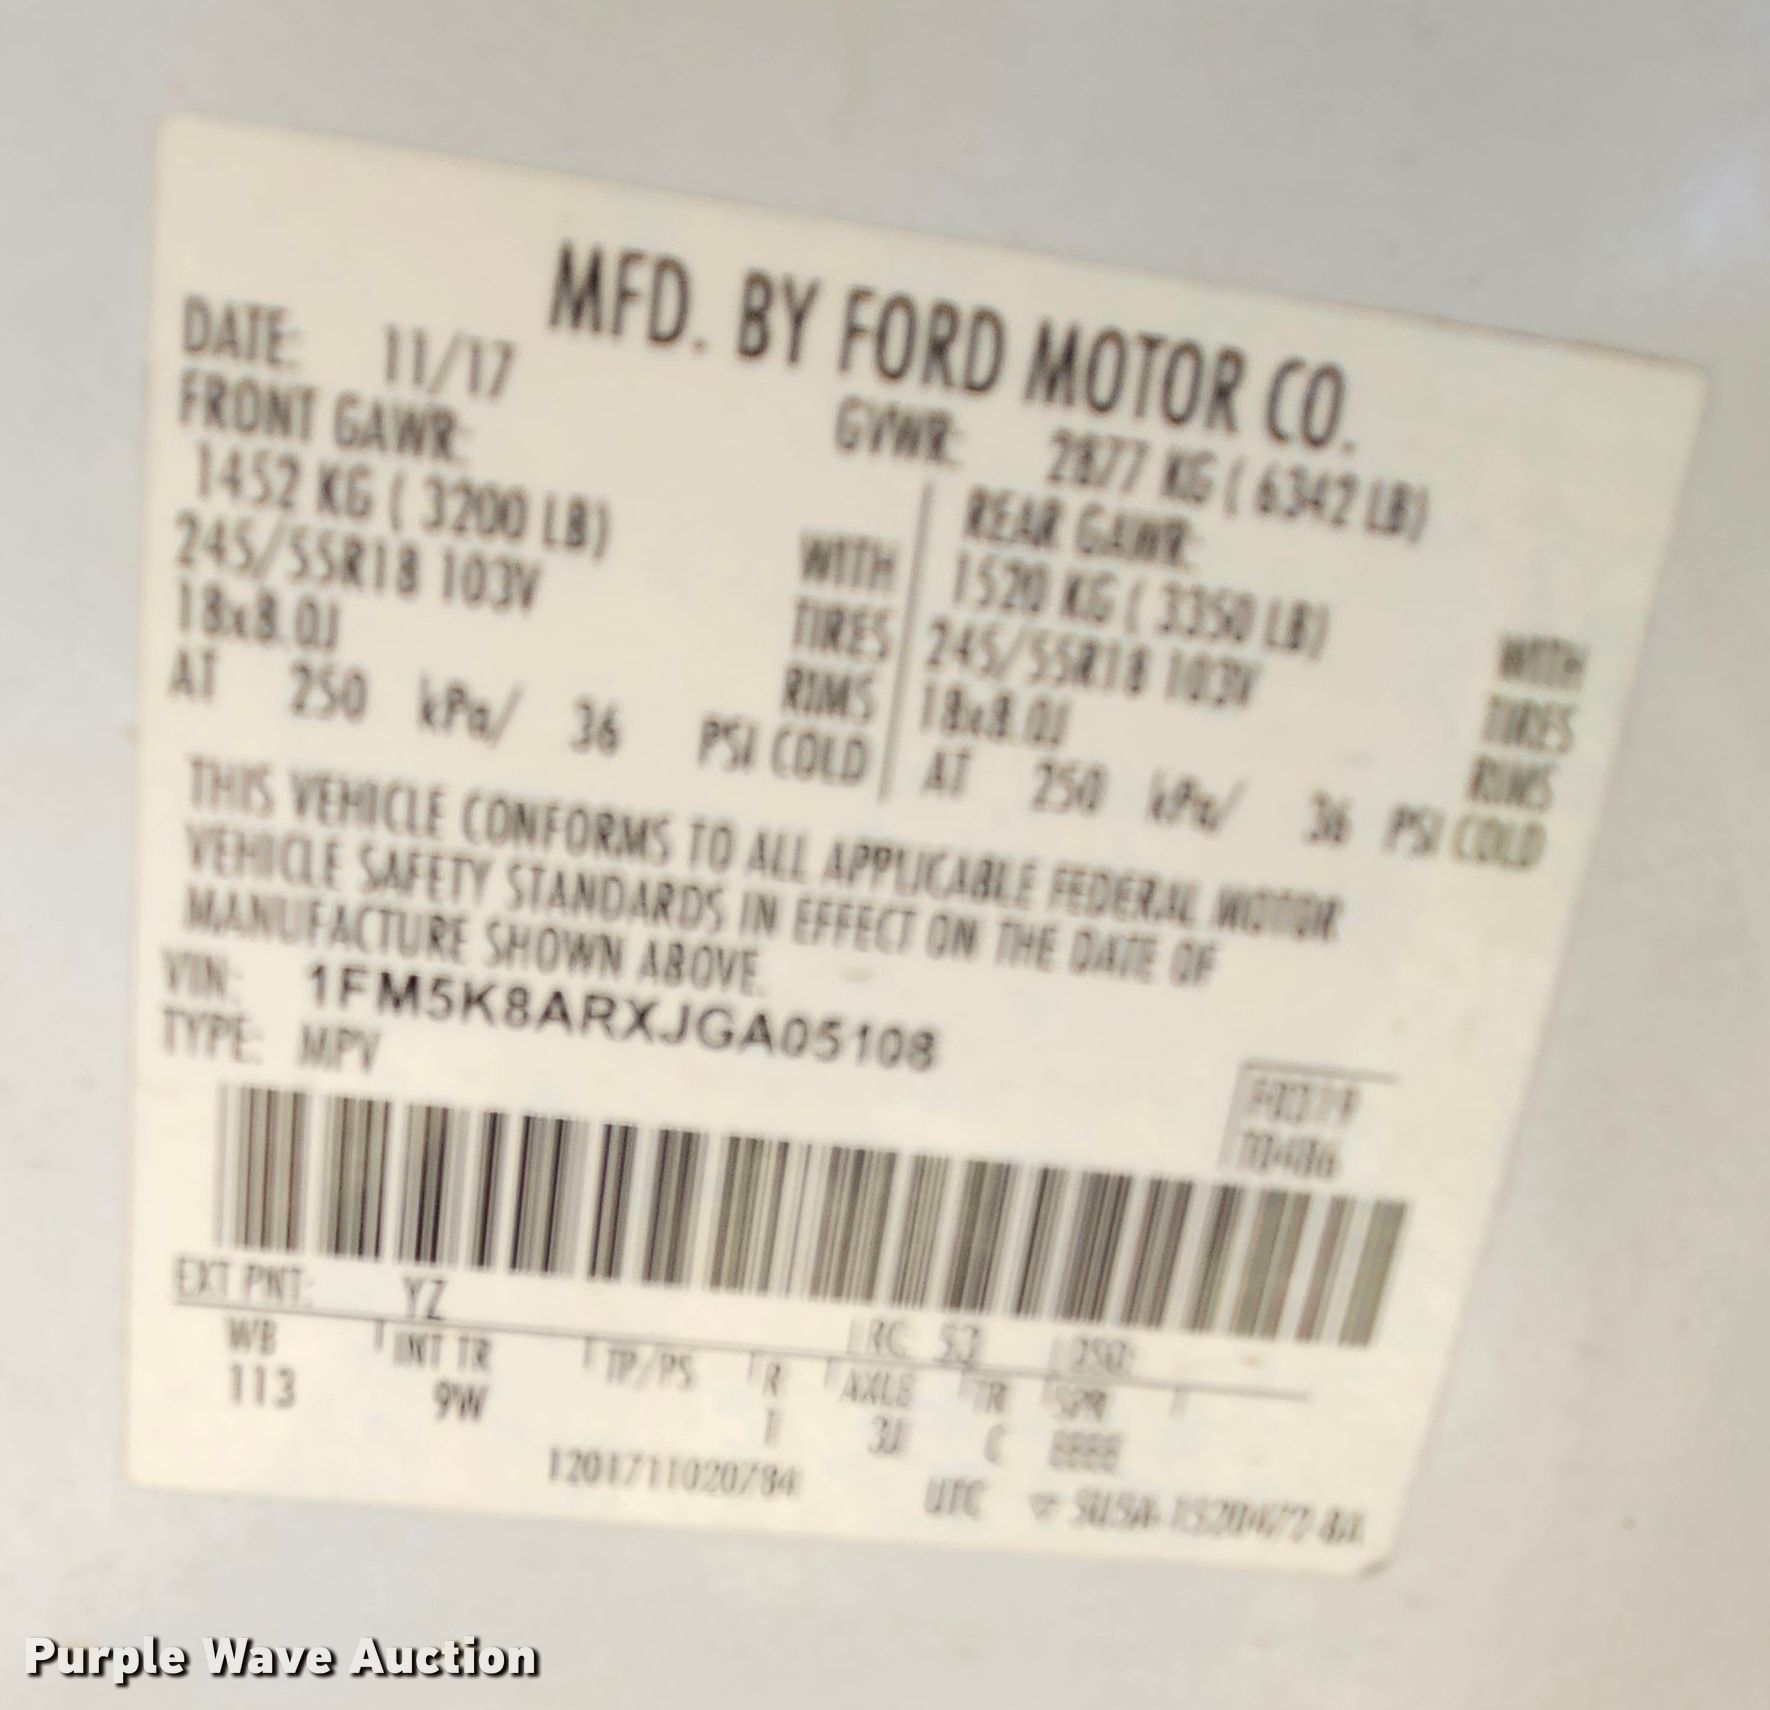 MFD. BY FORD MOTOR CO.
DATE: 11/17
GVWR: 2877 KG ( 6342 LB)
FRONT GAWR:
1452 KG ( 3200 LB) WITH
245/55R18 103V TIRES
18x8.0J RIMS
AT 250 kPa/ 36 PSI COLD
REAR GAWR:
1520 KG ( 3350 LB) WITH
245/55R18 103V TIRES
18x8.0J RIMS
AT 250 kPa/ 36 PSI COLD
THIS VEHICLE CONFORMS TO ALL APPLICABLE FEDERAL MOTOR
VEHICLE SAFETY STANDARDS IN EFFECT ON THE DATE OF
MANUFACTURE SHOWN ABOVE.
VIN: 1FM5K8ARXJGA05108
TYPE: MPV
EXT PNT: YZ RC: 53 DSO:
WB INT TR TP/PS R AXLE TR SPR
113 9W 1 3J C
UTC
Purple Wave Auction